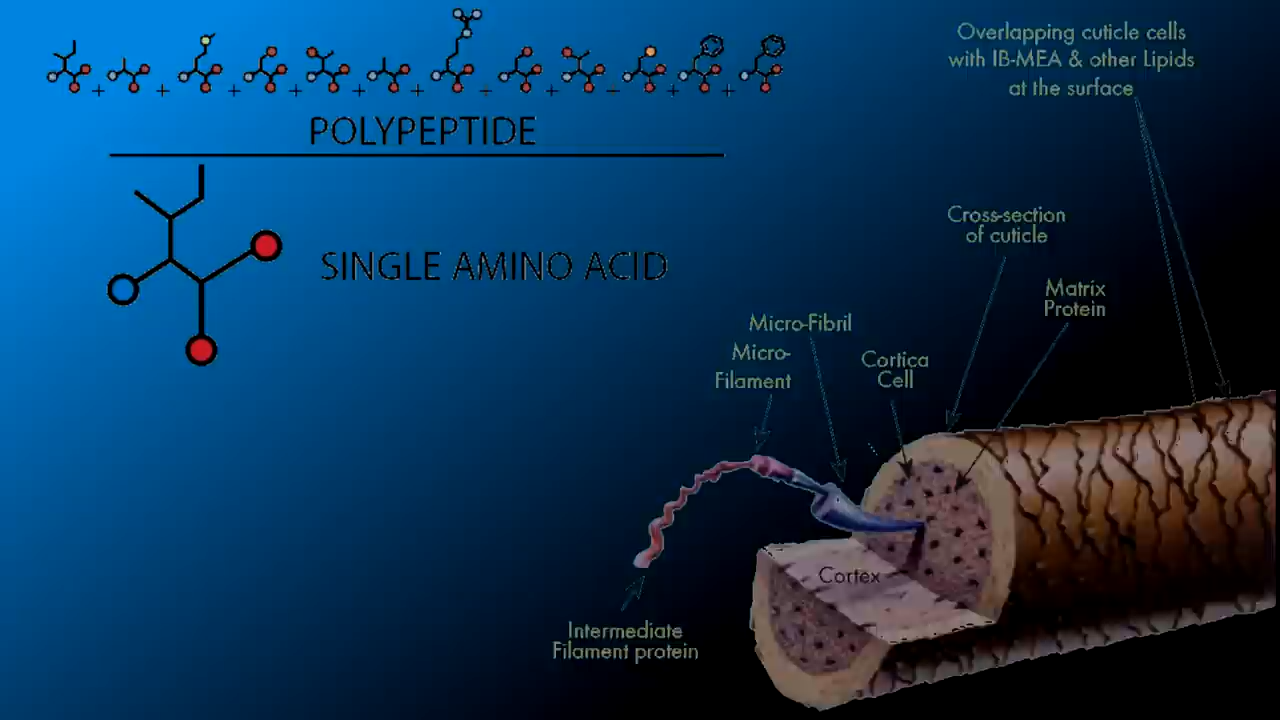 POLYPEPTIDE
SINGLE AMINO ACID
Overlapping cuticle cells
with IB-MEA & other Lipids
at the surface
Cross-section
of cuticle
Matrix
Protein
Micro-Fibril
Micro-
Filament
Cortica
Cell
Cortex
Intermediate
Filament protein